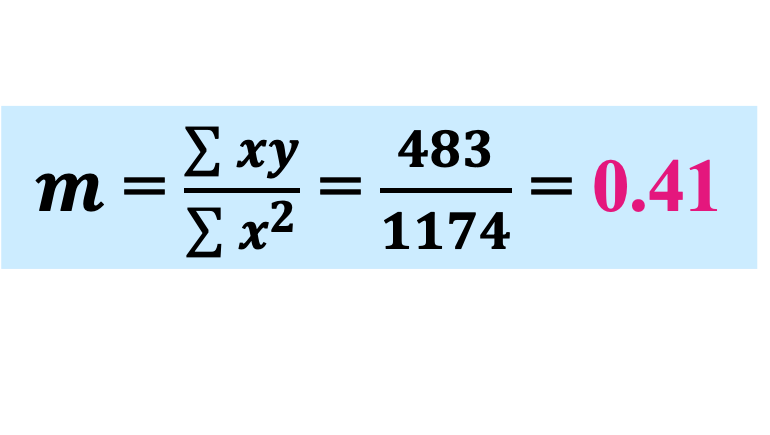 m = ∑ xy / ∑ x² = 483 / 1174 = 0.41